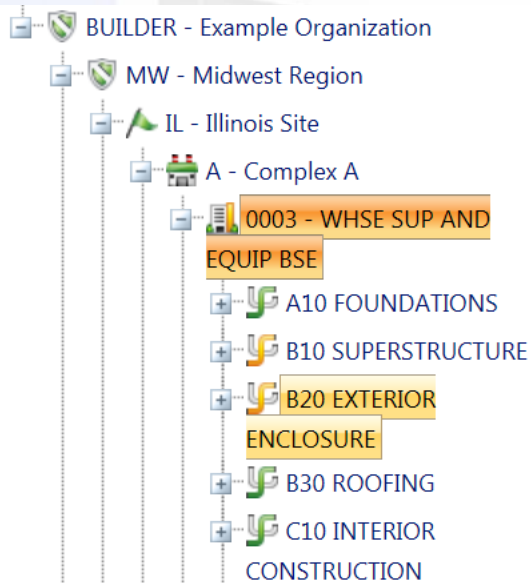 BUILDER - Example Organization
MW - Midwest Region
IL - Illinois Site
A - Complex A
0003 - WHSE SUP AND
EQUIP BSE
A10 FOUNDATIONS
B10 SUPERSTRUCTURE
B20 EXTERIOR
ENCLOSURE
B30 ROOFING
C10 INTERIOR
CONSTRUCTION